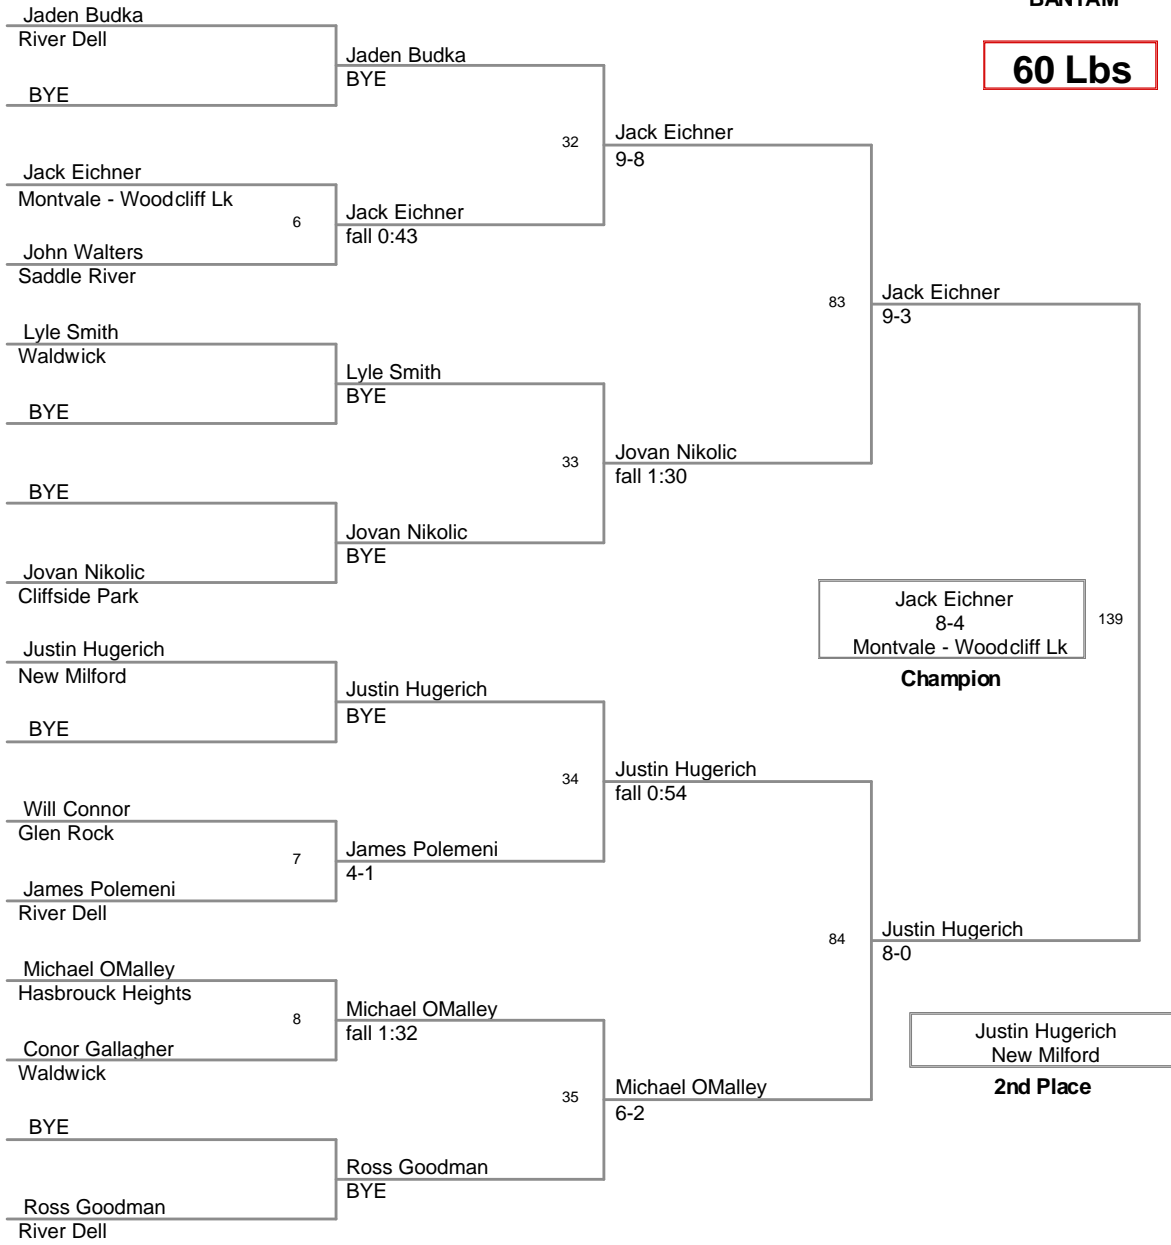 BANTAM
60 Lbs
Jaden Budka
River Dell
BYE
Jack Eichner
Montvale - Woodcliff Lk
6
John Walters
Saddle River
Lyle Smith
Waldwick
BYE
BYE
Jovan Nikolic
Cliffside Park
Justin Hugerich
New Milford
BYE
Will Connor
Glen Rock
7
James Polemeni
River Dell
Michael OMalley
Hasbrouck Heights
8
Conor Gallagher
Waldwick
BYE
Ross Goodman
River Dell
Jaden Budka
BYE
32
Jack Eichner
fall 0:43
Lyle Smith
BYE
33
Jovan Nikolic
BYE
Justin Hugerich
BYE
34
James Polemeni
4-1
Michael OMalley
fall 1:32
35
Ross Goodman
BYE
Jack Eichner
9-8
83
Jovan Nikolic
fall 1:30
Justin Hugerich
fall 0:54
84
Michael OMalley
6-2
Jack Eichner
9-3
Jack Eichner
8-4
Montvale - Woodcliff Lk
139
Champion
Justin Hugerich
8-0
Justin Hugerich
New Milford
2nd Place